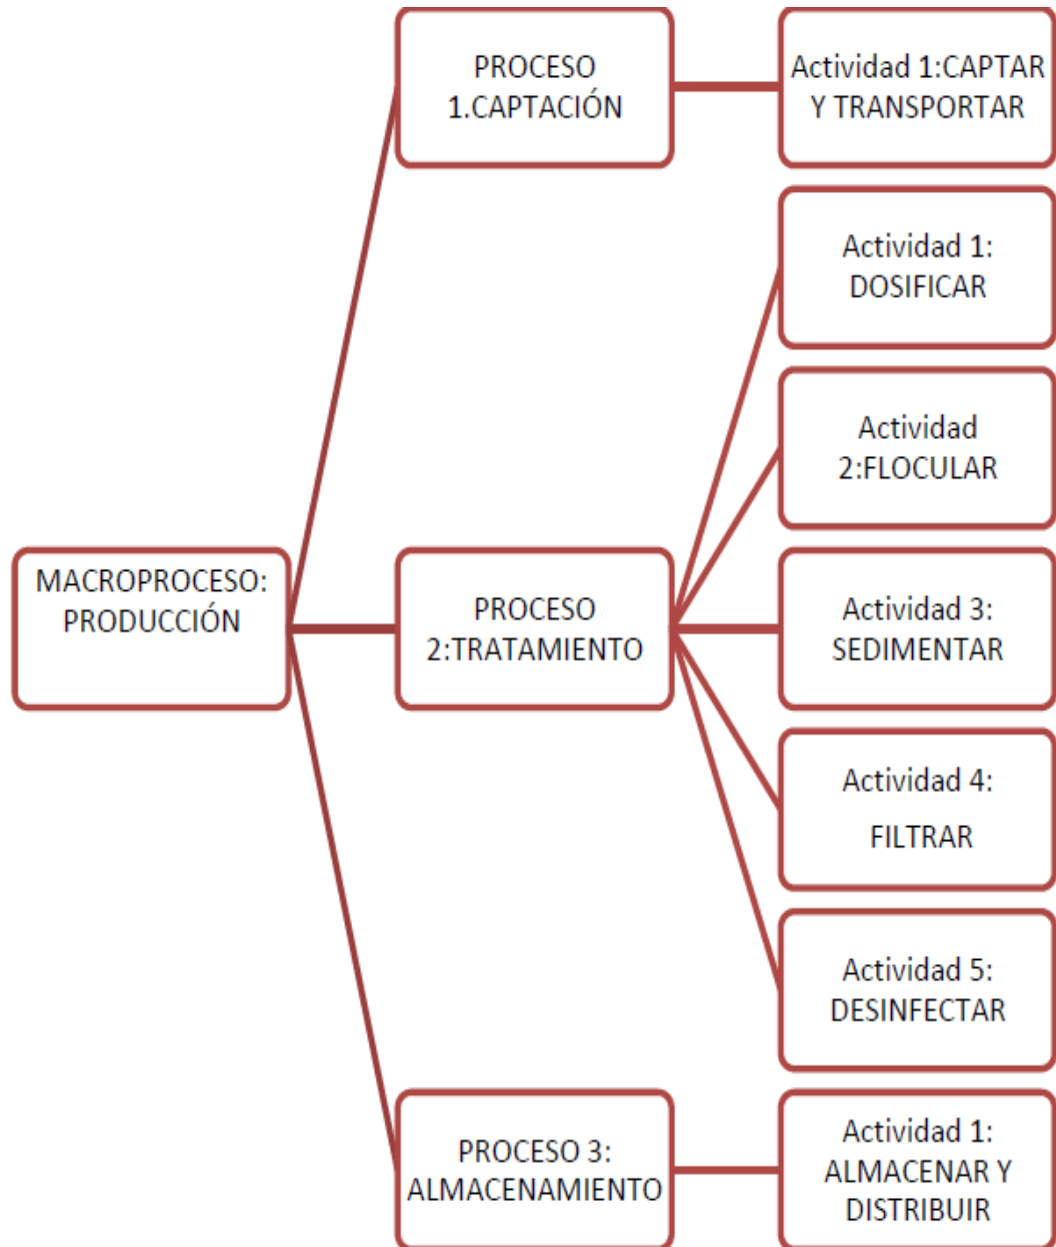 PROCESO
1.CAPTACIÓN
Actividad 1:CAPTAR
Y TRANSPORTAR
Actividad 1:
DOSIFICAR
Actividad
2:FLOCULAR
MACROPROCESO:
PRODUCCIÓN
PROCESO
2:TRATAMIENTO
Actividad 3:
SEDIMENTAR
Actividad 4:
FILTRAR
Actividad 5:
DESINFECTAR
PROCESO 3:
ALMACENAMIENTO
Actividad 1:
ALMACENAR Y
DISTRIBUIR